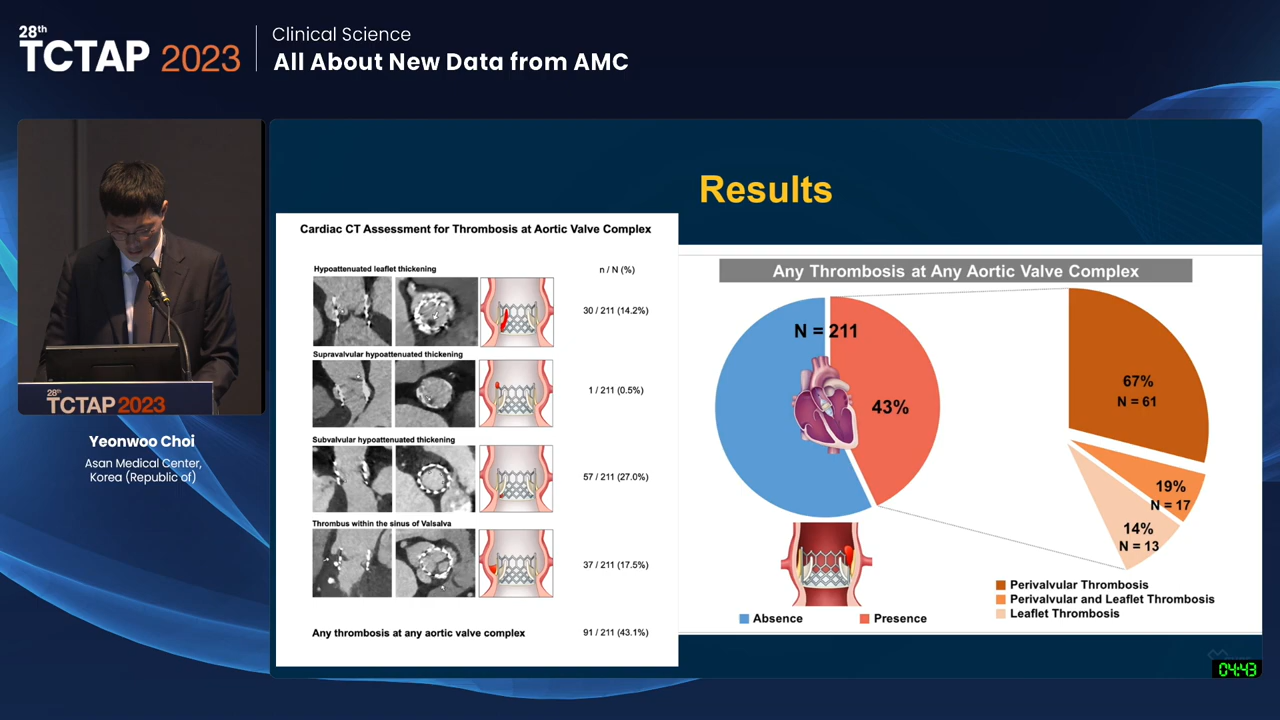 28th
TCTAP 2023
Clinical Science
All About New Data from AMC
28th
TCTAP 2023
Yeonwoo Choi
Asan Medical Center,
Korea (Republic of)
Results
Cardiac CT Assessment for Thrombosis at Aortic Valve Complex
n / N (%)
Hypoattenuated leaflet thickening
30 / 211 (14.2%)
Supravalvular hypoattenuated thickening
1 / 211 (0.5%)
Subvalvular hypoattenuated thickening
57 / 211 (27.0%)
Thrombus within the sinus of Valsalva
37 / 211 (17.5%)
Any thrombosis at any aortic valve complex 91 / 211 (43.1%)
Any Thrombosis at Any Aortic Valve Complex
N = 211
43%
67%
N = 61
19%
N = 17
14%
N = 13
Absence Presence
Perivalvular Thrombosis
Perivalvular and Leaflet Thrombosis
Leaflet Thrombosis
04:43